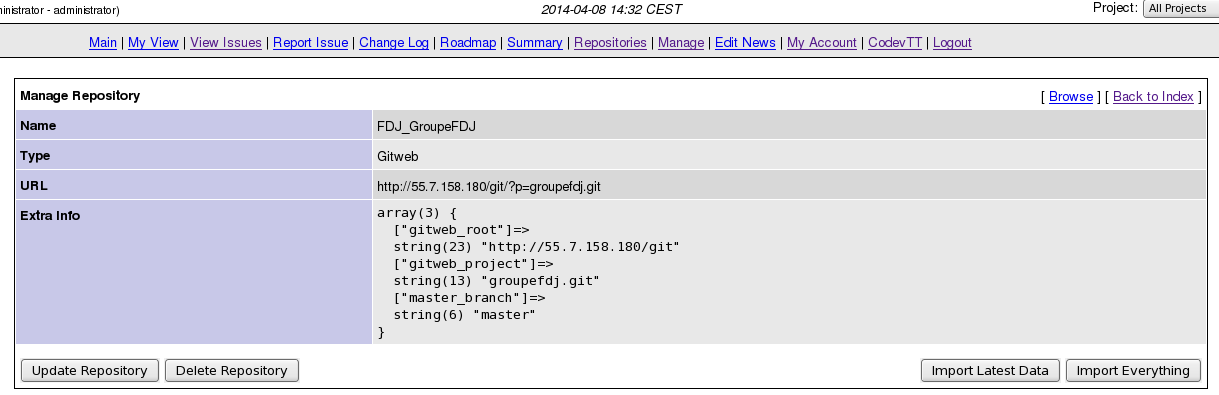 inistrator - administrator) 2014-04-08 14:32 CEST Project: All Projects
Main | My View | View Issues | Report Issue | Change Log | Roadmap | Summary | Repositories | Manage | Edit News | My Account | CodevTT | Logout
Manage Repository [ Browse ] [ Back to Index ]
Name FDJ_GroupeFDJ
Type Gitweb
URL http://55.7.158.180/git/?p=groupefdj.git
Extra Info array(3) {
["gitweb_root"]=>
string(23) "http://55.7.158.180/git"
["gitweb_project"]=>
string(13) "groupefdj.git"
["master_branch"]=>
string(6) "master"
}
Update Repository Delete Repository Import Latest Data Import Everything